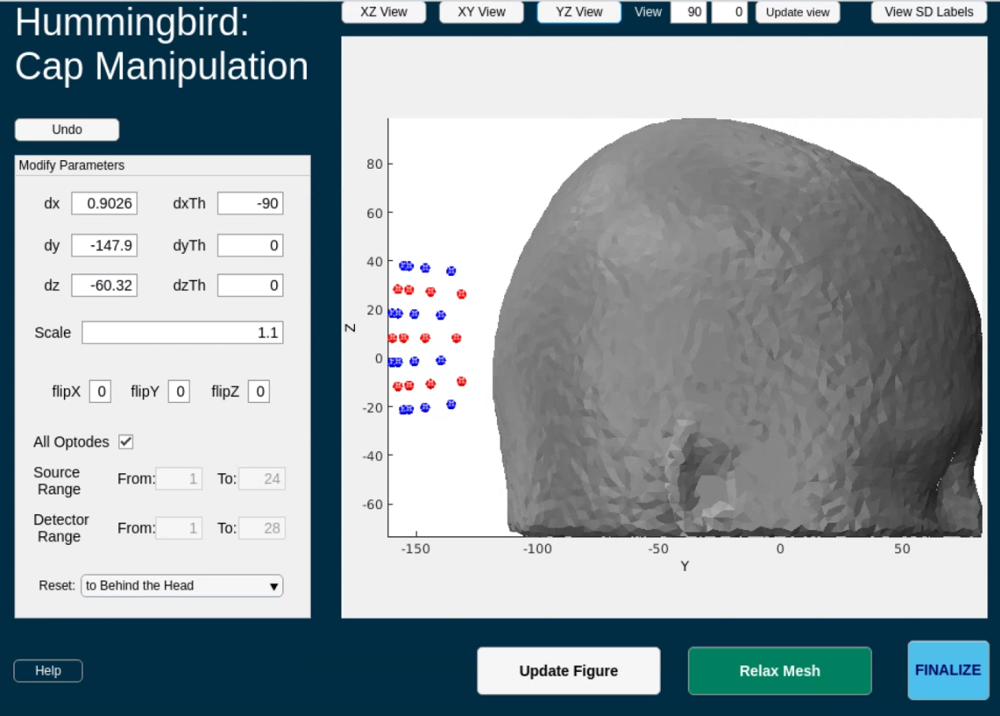 Hummingbird:
Cap Manipulation
XZ View XY View YZ View View 90 0 Update view View SD Labels
Undo
Modify Parameters
dx 0.9026 dxTh -90
dy -147.9 dyTh 0
dz -60.32 dzTh 0
Scale 1.1
flipX 0 flipY 0 flipZ 0
All Optodes
Source
Range
From: 1 To: 24
Detector
Range
From: 1 To: 28
Reset: to Behind the Head
Help
80
60
40
20
0
-20
-40
-60
Z
-150 -100 -50 0 50
Y
Update Figure Relax Mesh FINALIZE